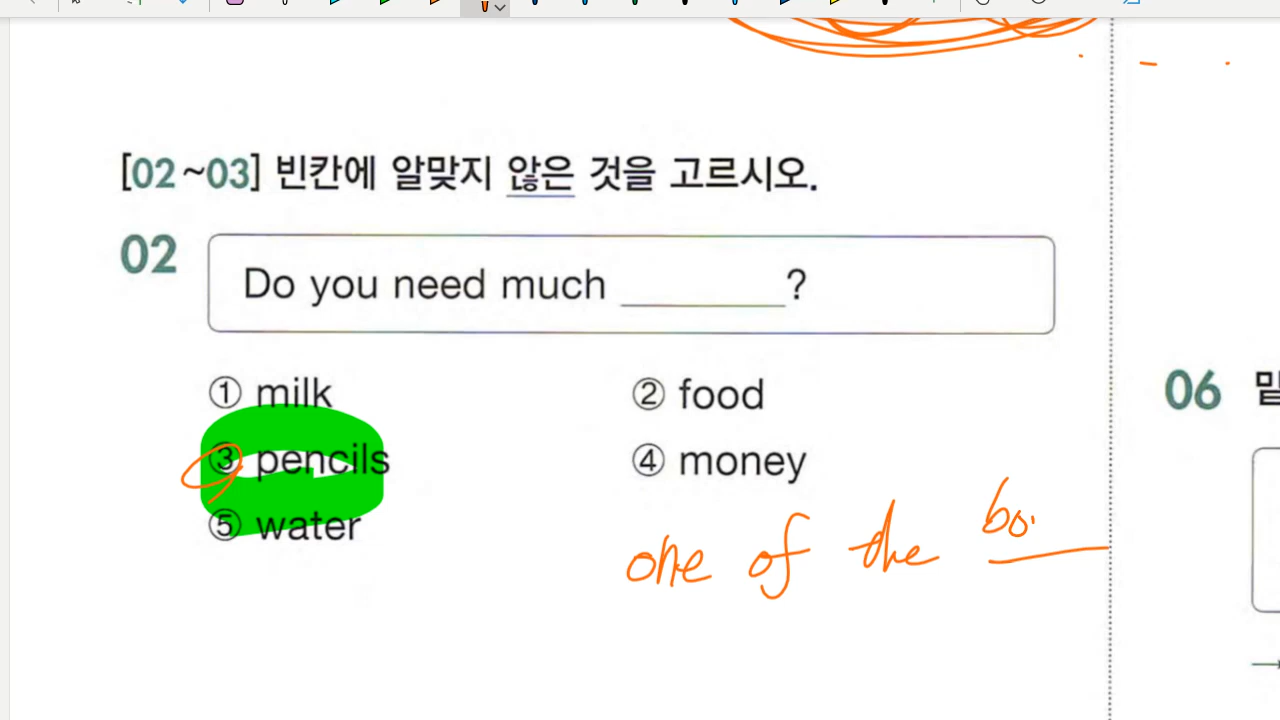 [02~03] 빈칸에 알맞지 않은 것을 고르시오.
02 Do you need much ________?
① milk
② food
③ pencils
④ money
⑤ water
one of the
06